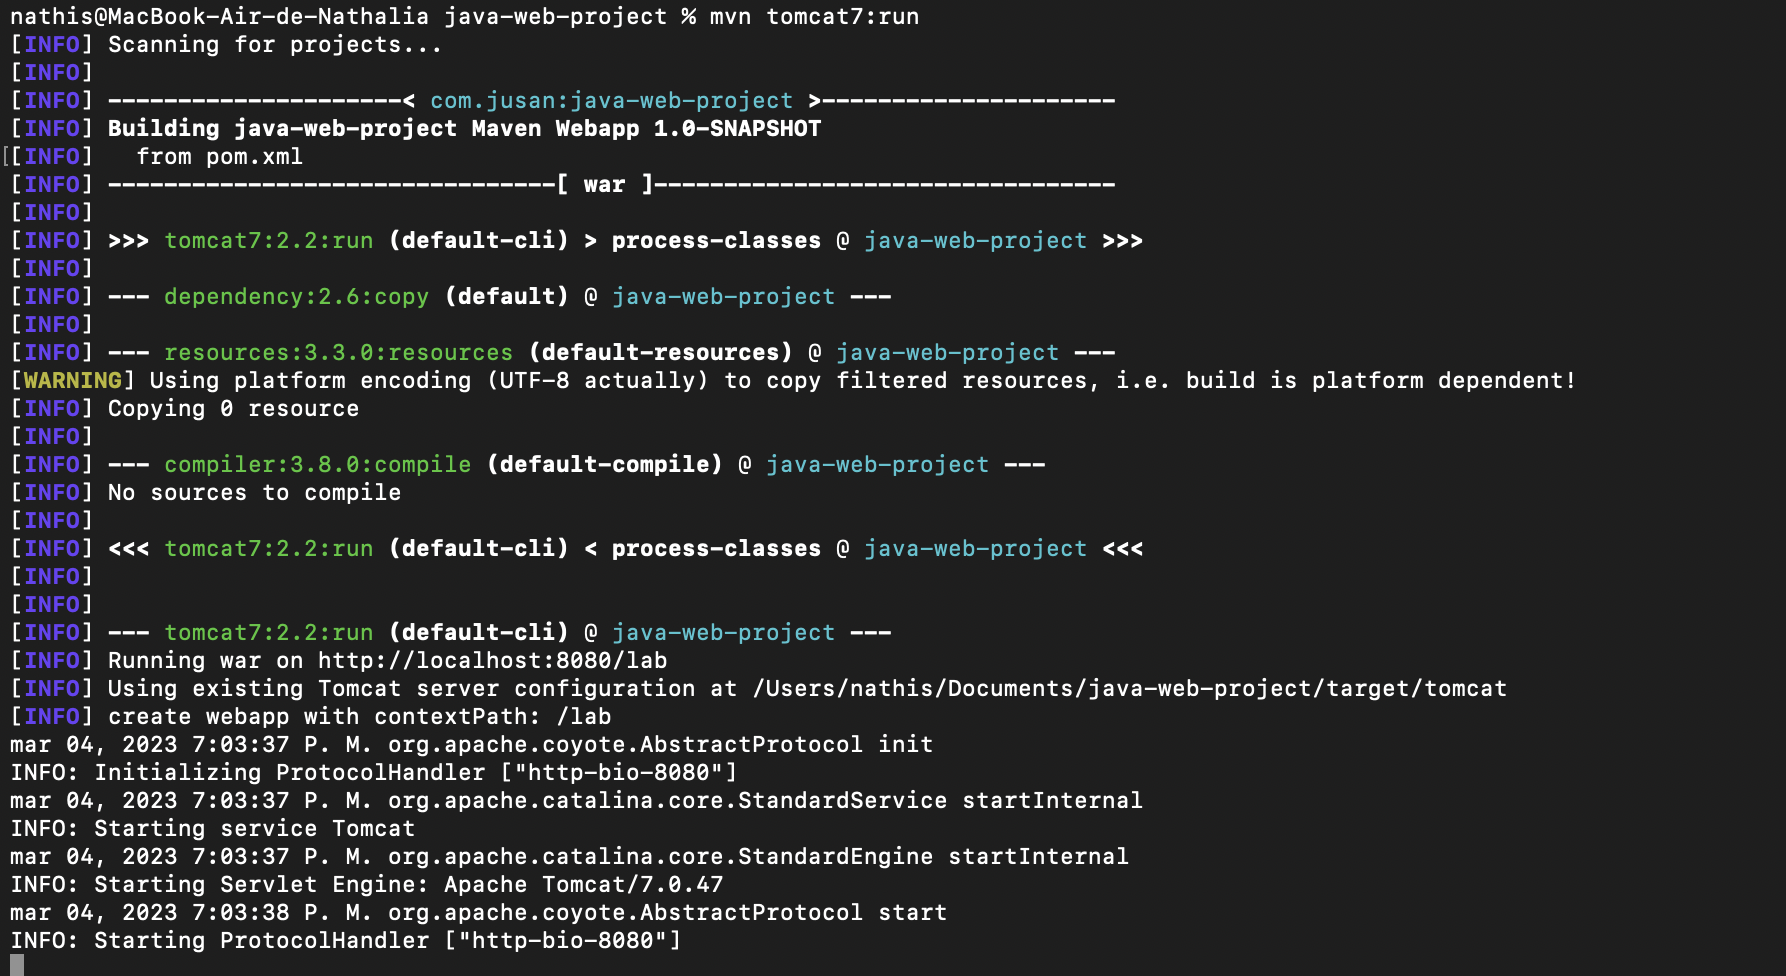 nathis@MacBook-Air-de-Nathalia java-web-project % mvn tomcat7:run
[INFO] Scanning for projects...
[INFO]
[INFO] ---------------------< com.jusan:java-web-project >---------------------
[INFO] Building java-web-project Maven Webapp 1.0-SNAPSHOT
[[INFO]   from pom.xml
[INFO] --------------------------------[ war ]---------------------------------
[INFO]
[INFO] >>> tomcat7:2.2:run (default-cli) > process-classes @ java-web-project >>>
[INFO]
[INFO] --- dependency:2.6:copy (default) @ java-web-project ---
[INFO]
[INFO] --- resources:3.3.0:resources (default-resources) @ java-web-project ---
[WARNING] Using platform encoding (UTF-8 actually) to copy filtered resources, i.e. build is platform dependent!
[INFO] Copying 0 resource
[INFO]
[INFO] --- compiler:3.8.0:compile (default-compile) @ java-web-project ---
[INFO] No sources to compile
[INFO]
[INFO] <<< tomcat7:2.2:run (default-cli) < process-classes @ java-web-project <<<
[INFO]
[INFO]
[INFO] --- tomcat7:2.2:run (default-cli) @ java-web-project ---
[INFO] Running war on http://localhost:8080/lab
[INFO] Using existing Tomcat server configuration at /Users/nathis/Documents/java-web-project/target/tomcat
[INFO] create webapp with contextPath: /lab
mar 04, 2023 7:03:37 P. M. org.apache.coyote.AbstractProtocol init
INFO: Initializing ProtocolHandler ["http-bio-8080"]
mar 04, 2023 7:03:37 P. M. org.apache.catalina.core.StandardService startInternal
INFO: Starting service Tomcat
mar 04, 2023 7:03:37 P. M. org.apache.catalina.core.StandardEngine startInternal
INFO: Starting Servlet Engine: Apache Tomcat/7.0.47
mar 04, 2023 7:03:38 P. M. org.apache.coyote.AbstractProtocol start
INFO: Starting ProtocolHandler ["http-bio-8080"]